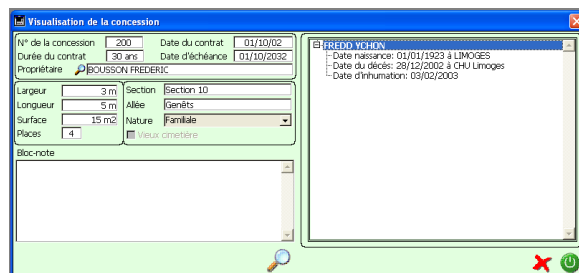 Visualisation de la concession
N° de la concession 200 Date du contrat 01/10/02
Durée du contrat 30 ans Date d'échéance 01/10/2032
Propriétaire BOUSSON FREDERIC
Largeur 3 m Section Section 10
Longueur 5 m Allée Genêts
Surface 15 m2 Nature Familiale
Places 4 Vieux cimetière
Bloc-note
FREDD YCHON
Date naissance: 01/01/1923 à LIMOGES
Date du décès: 28/12/2002 à CHU Limoges
Date d'inhumation: 03/02/2003